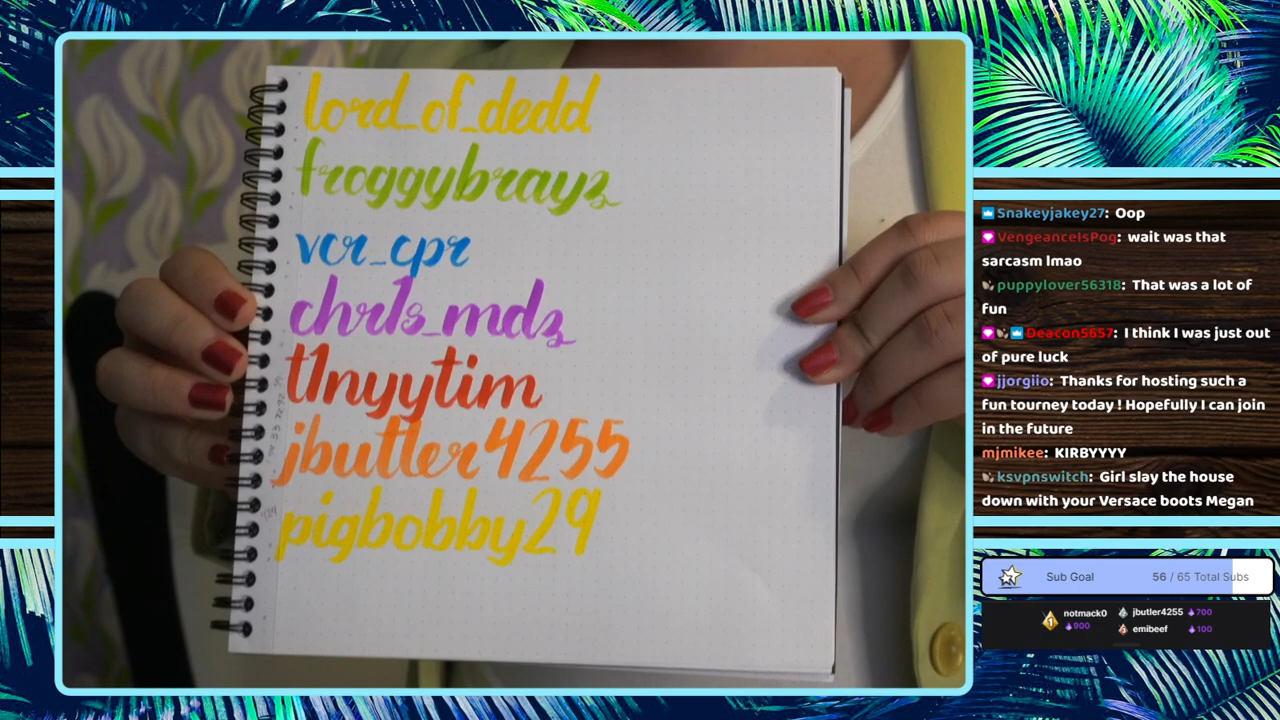 lord_of_dedd
froggybrayz
vcr_cpr
chr1s_mdz
t1nyytim
jbutler4255
pigbobby29
Snakeyjakey27: Oop
VengeanceIsPog: wait was that
sarcasm lmao
puppylover56318: That was a lot of
fun
Deacon5657: I think I was just out
of pure luck
jjorgiio: Thanks for hosting such a
fun tourney today ! Hopefully I can join
in the future
mjmikee: KIRBYYYY
ksvpnswitch: Girl slay the house
down with your Versace boots Megan
Sub Goal 56 / 65 Total Subs
1 notmack0 900
jbutler4255 700
emibeef 100